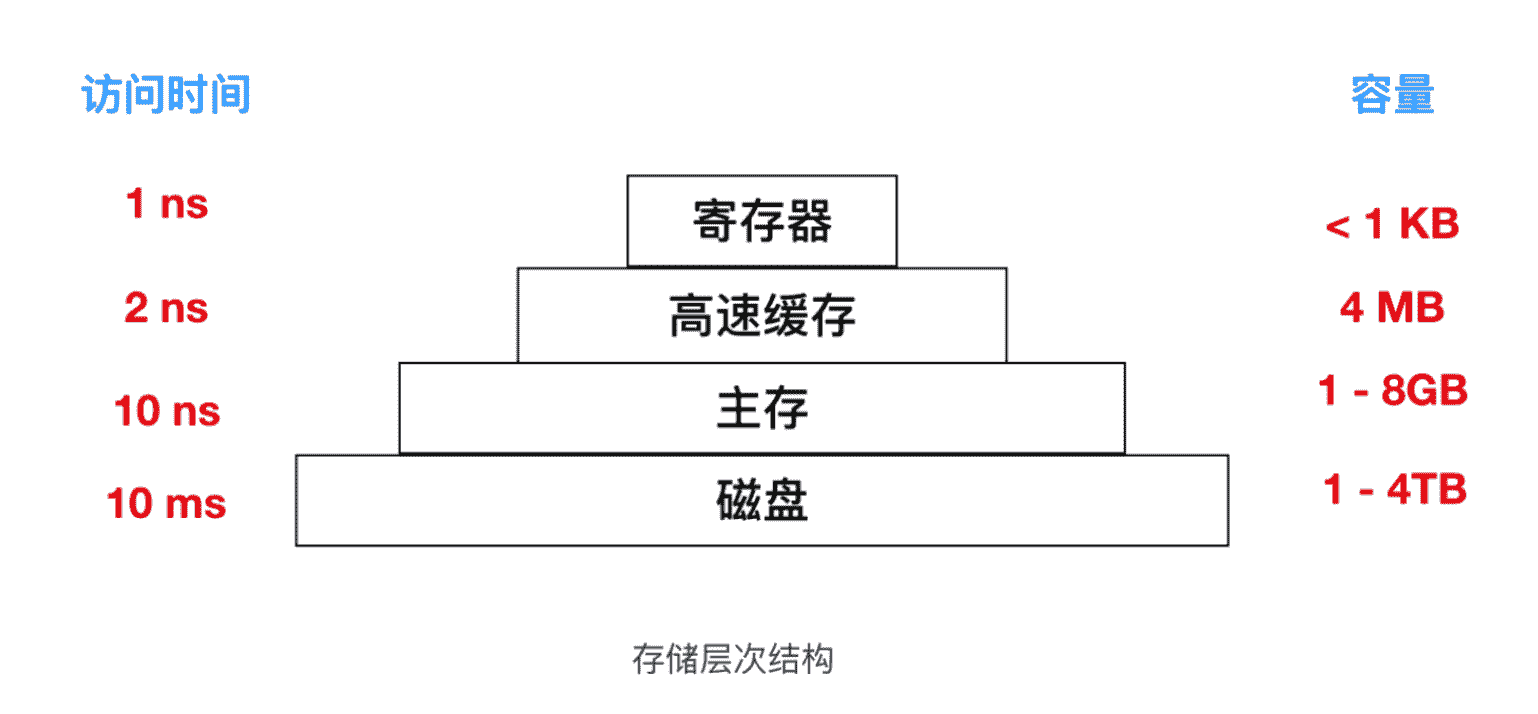 访问时间
容量
1 ns
寄存器
< 1 KB
2 ns
高速缓存
4 MB
10 ns
主存
1 - 8GB
10 ms
磁盘
1 - 4TB
存储层次结构